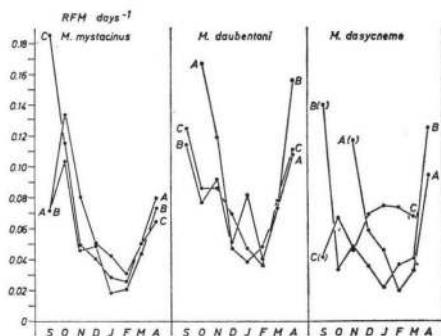 RFM days⁻¹
M. mystacinus M. daubentoni M. dasycneme
0.18
0.16
0.14
0.12
0.10
0.08
0.06
0.04
0.02
0
C
A B
A
B
C
A
C
B
B
C
A
B(-)
A(-)
C(-)
C
B
A
S O N D J F M A S O N D J F M A S O N D J F M A